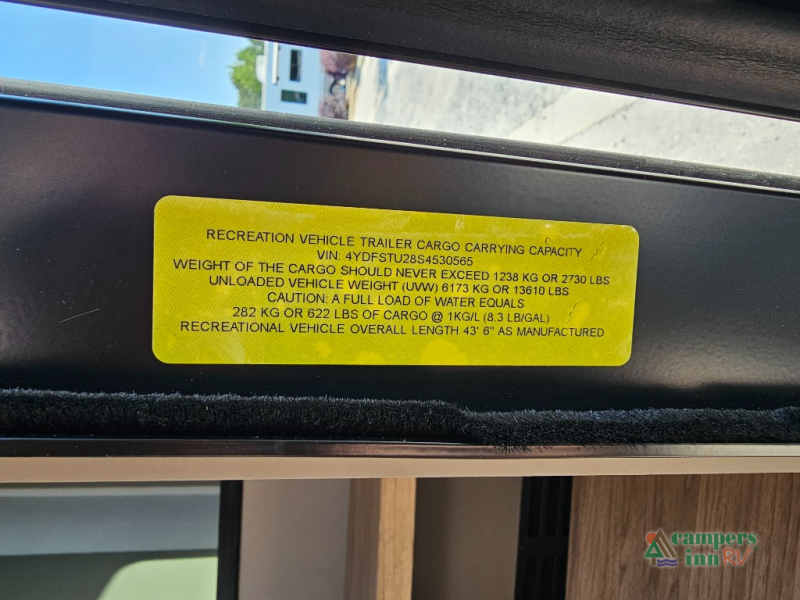 RECREATION VEHICLE TRAILER CARGO CARRYING CAPACITY
VIN: 4YDFSTU28S4530565
WEIGHT OF THE CARGO SHOULD NEVER EXCEED 1238 KG OR 2730 LBS
UNLOADED VEHICLE WEIGHT (UVW) 6173 KG OR 13610 LBS
CAUTION: A FULL LOAD OF WATER EQUALS
282 KG OR 622 LBS OF CARGO @ 1KG/L (8.3 LB/GAL)
RECREATIONAL VEHICLE OVERALL LENGTH 43' 6" AS MANUFACTURED
campers
inn RV